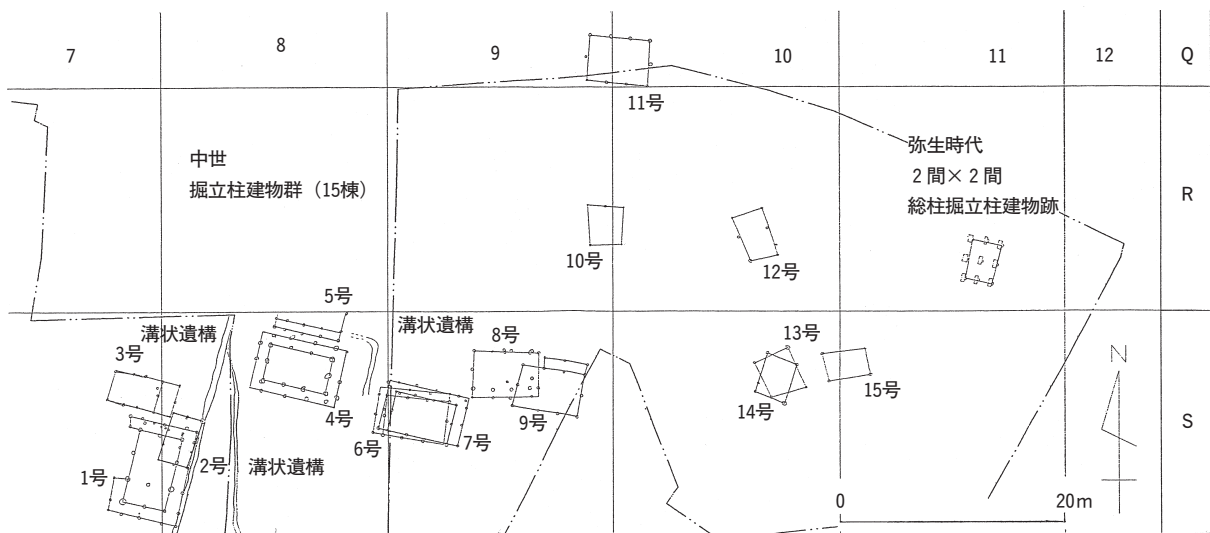 7
8
9
10
11
12
Q
11号
中世
掘立柱建物群（15棟）
弥生時代
2間×2間
総柱掘立柱建物跡
R
10号
12号
5号
溝状遺構
溝状遺構
8号
13号
3号
15号
4号
14号
9号
6号
7号
S
N
1号
2号
溝状遺構
0
20m